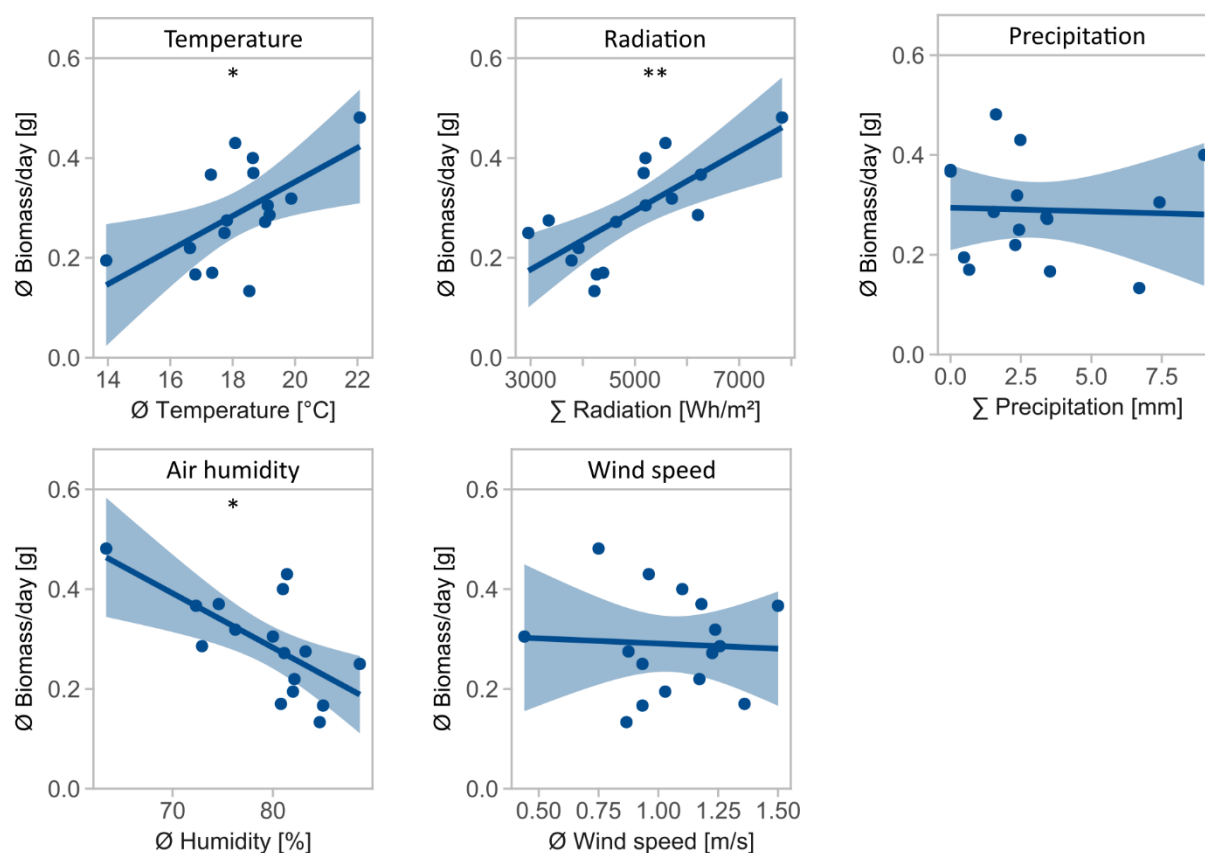 Temperature
*
Ø Biomass/day [g]
0.6
0.4
0.2
0.0
14 16 18 20 22
Ø Temperature [°C]
Radiation
**
Ø Biomass/day [g]
0.6
0.4
0.2
0.0
3000 5000 7000
∑ Radiation [Wh/m²]
Precipitation
Ø Biomass/day [g]
0.6
0.4
0.2
0.0
0.0 2.5 5.0 7.5
∑ Precipitation [mm]
Air humidity
*
Ø Biomass/day [g]
0.6
0.4
0.2
0.0
70 80
Ø Humidity [%]
Wind speed
Ø Biomass/day [g]
0.6
0.4
0.2
0.0
0.50 0.75 1.00 1.25 1.50
Ø Wind speed [m/s]